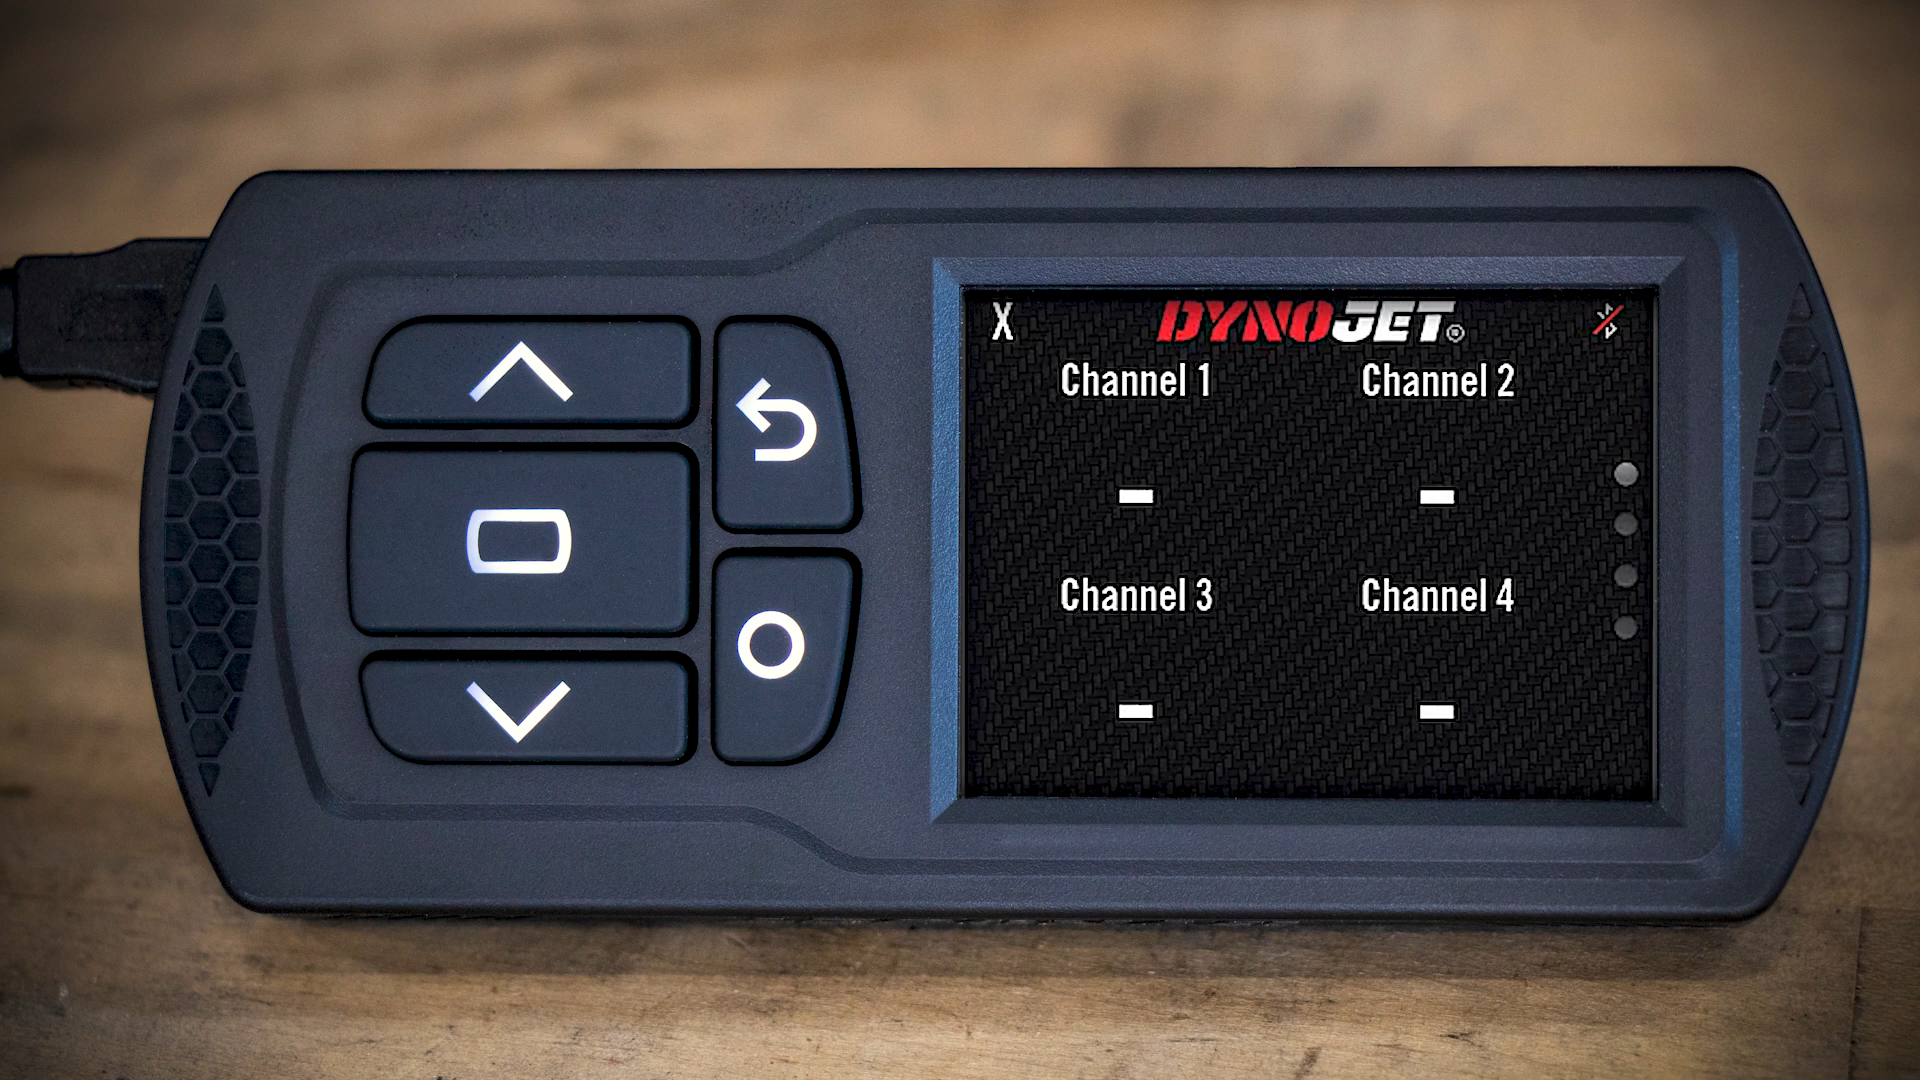 X DYNOJET®
Channel 1 Channel 2
- -
Channel 3 Channel 4
- -